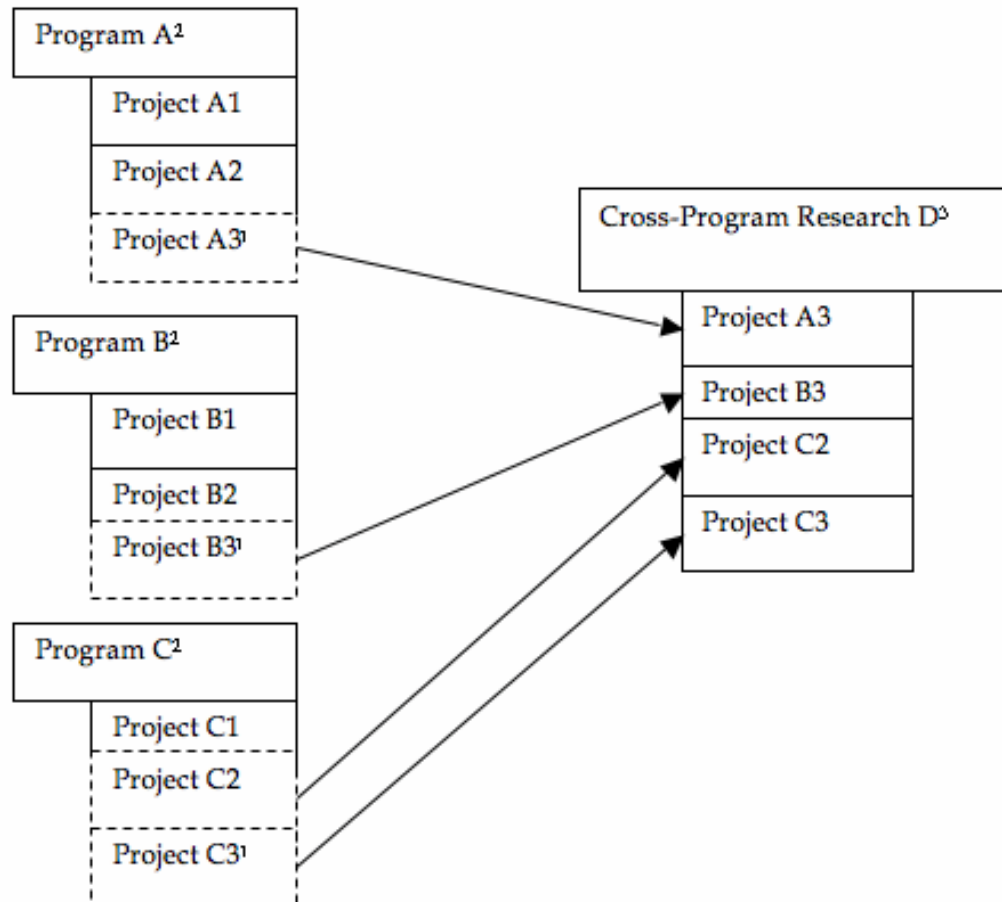 Program A²
Project A1
Project A2
Project A3¹
Program B²
Project B1
Project B2
Project B3¹
Program C²
Project C1
Project C2
Project C3¹
Cross-Program Research D³
Project A3
Project B3
Project C2
Project C3